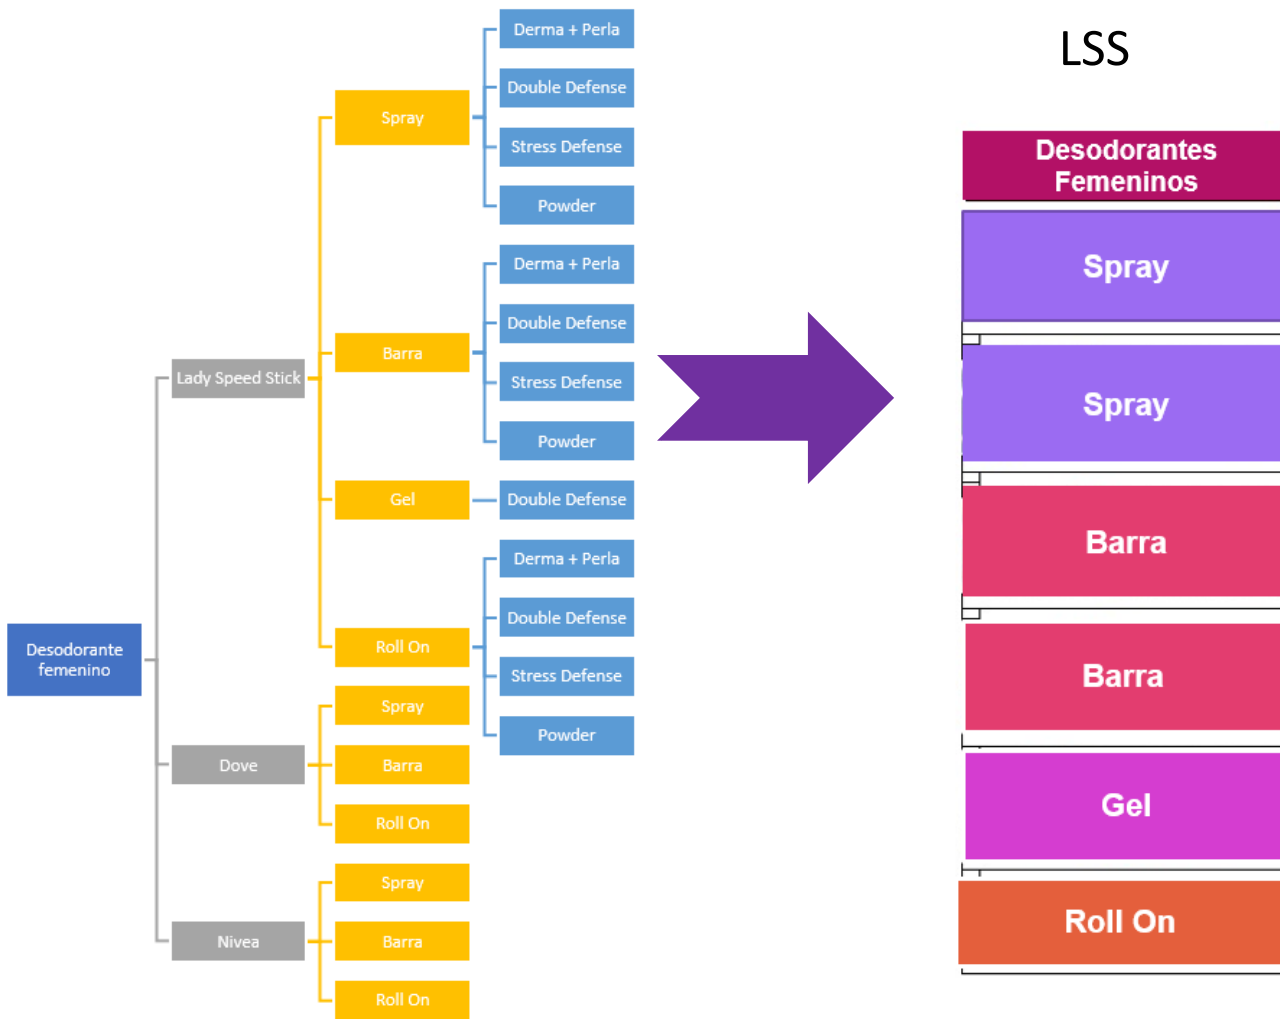 Desodorante
femenino
Lady Speed Stick
Spray
Derma + Perla
Double Defense
Stress Defense
Powder
Barra
Derma + Perla
Double Defense
Stress Defense
Powder
Gel
Double Defense
Roll On
Derma + Perla
Double Defense
Stress Defense
Powder
Dove
Spray
Barra
Roll On
Nivea
Spray
Barra
Roll On
LSS
Desodorantes
Femeninos
Spray
Spray
Barra
Barra
Gel
Roll On